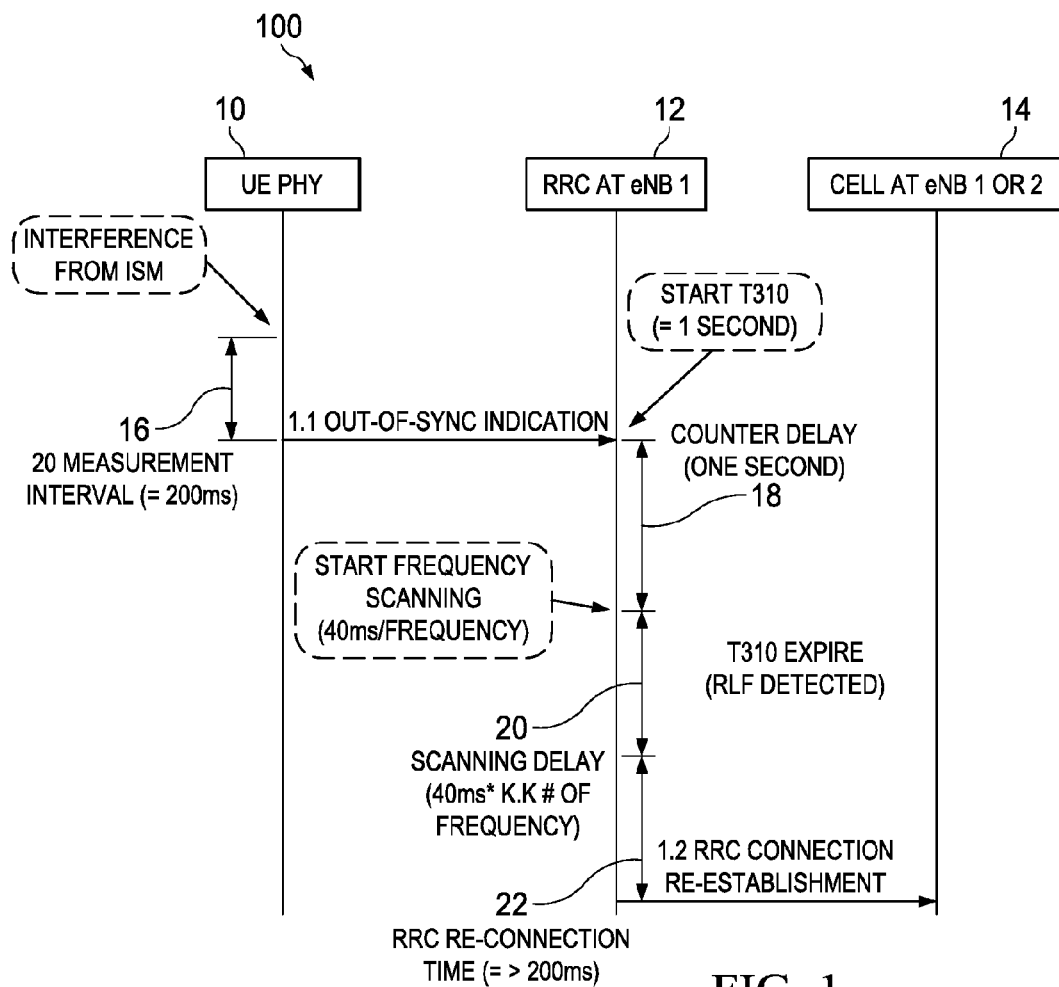 100
10
12
14
UE PHY
RRC AT eNB 1
CELL AT eNB 1 OR 2
INTERFERENCE
FROM ISM
START T310
(= 1 SECOND)
16
1.1 OUT-OF-SYNC INDICATION
20 MEASUREMENT
INTERVAL (= 200ms)
COUNTER DELAY
(ONE SECOND)
18
START FREQUENCY
SCANNING
(40ms/FREQUENCY)
T310 EXPIRE
(RLF DETECTED)
20
SCANNING DELAY
(40ms* K.K # OF
FREQUENCY)
1.2 RRC CONNECTION
RE-ESTABLISHMENT
22
RRC RE-CONNECTION
TIME (= > 200ms)
FIG. 1